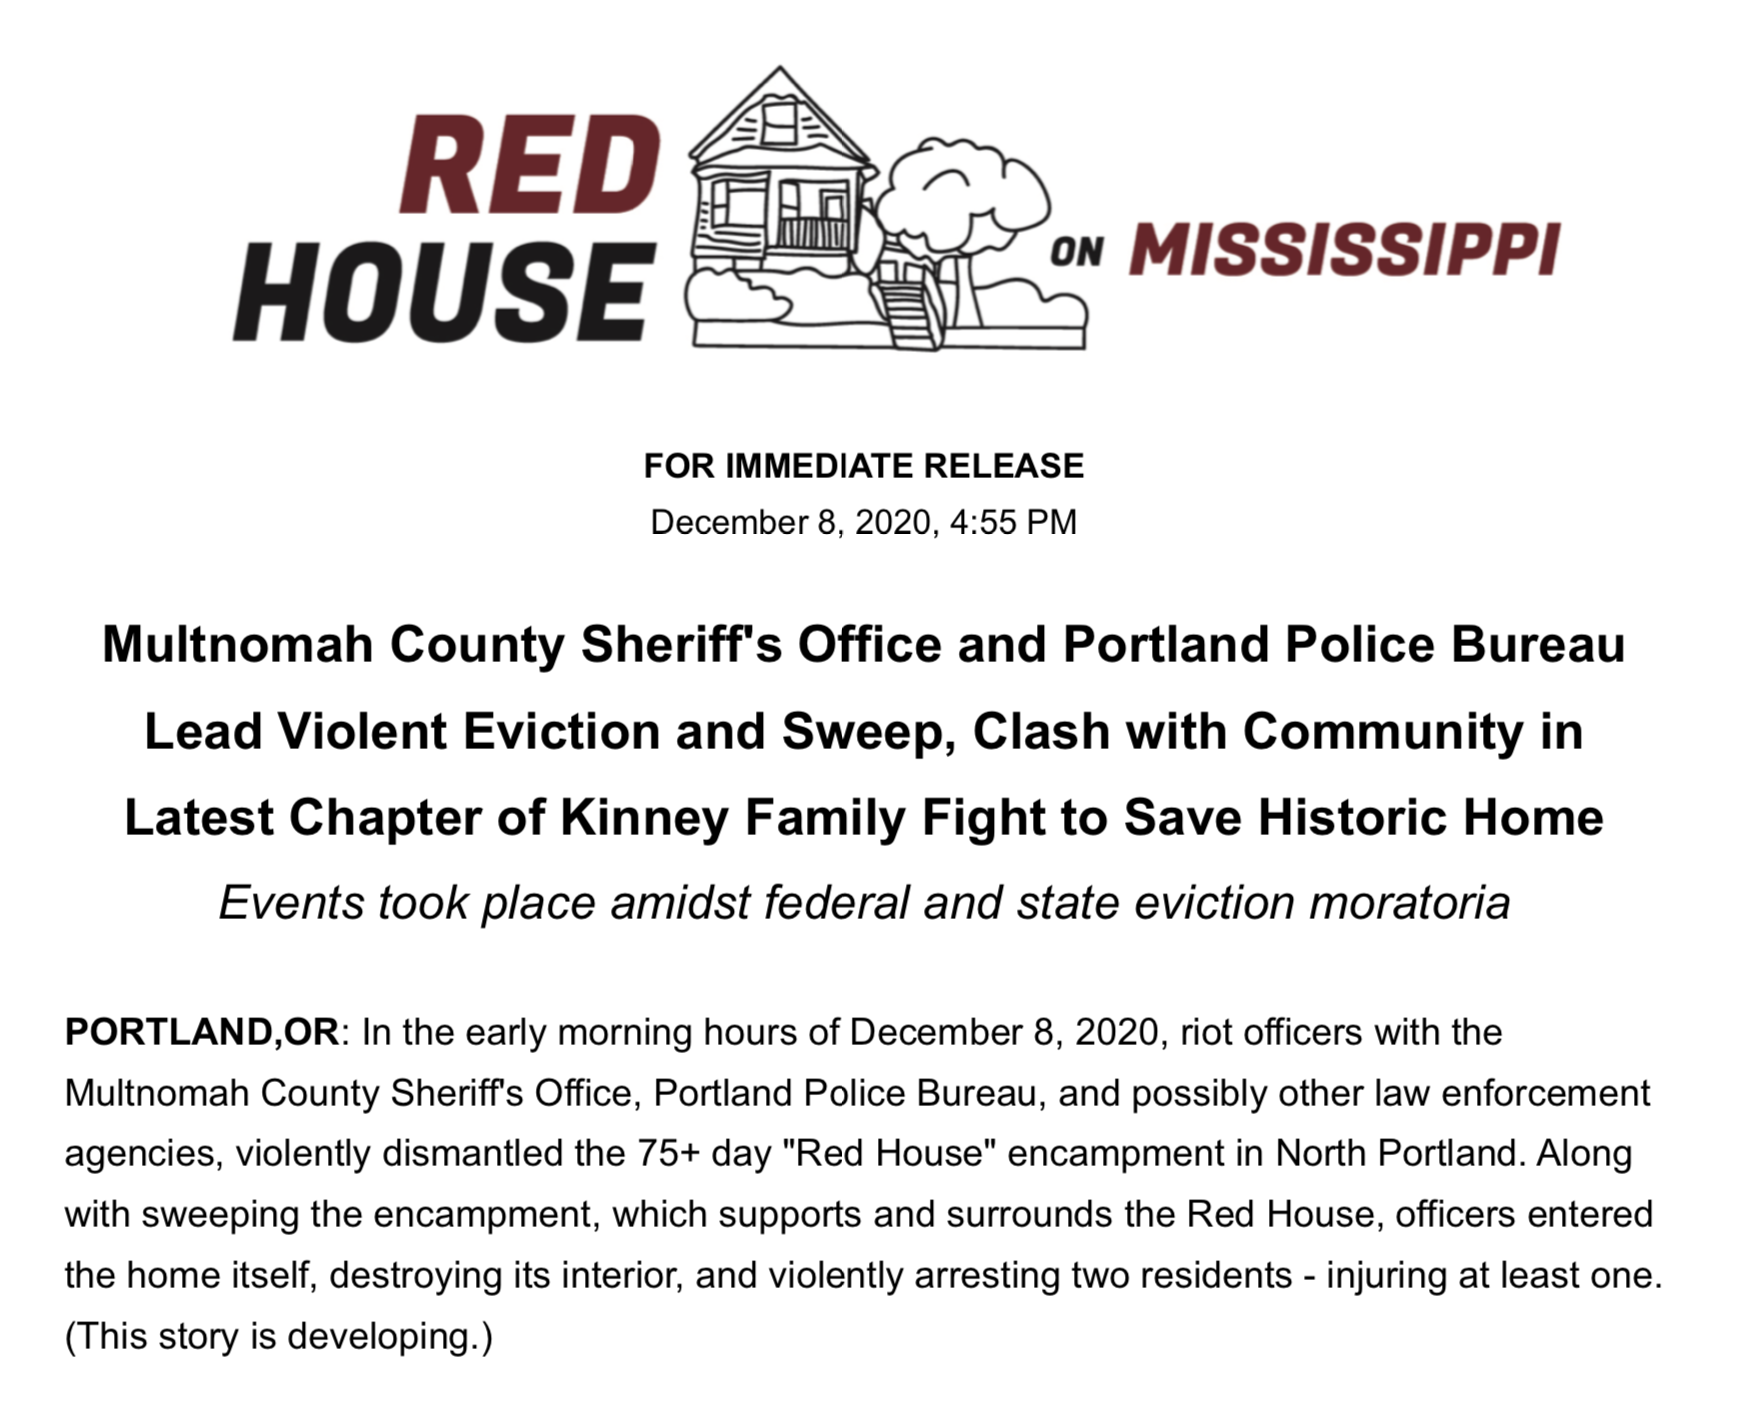 RED
HOUSE
ON MISSISSIPPI
FOR IMMEDIATE RELEASE
December 8, 2020, 4:55 PM
Multnomah County Sheriff's Office and Portland Police Bureau
Lead Violent Eviction and Sweep, Clash with Community in
Latest Chapter of Kinney Family Fight to Save Historic Home
Events took place amidst federal and state eviction moratoria
PORTLAND,OR: In the early morning hours of December 8, 2020, riot officers with the
Multnomah County Sheriff's Office, Portland Police Bureau, and possibly other law enforcement
agencies, violently dismantled the 75+ day "Red House" encampment in North Portland. Along
with sweeping the encampment, which supports and surrounds the Red House, officers entered
the home itself, destroying its interior, and violently arresting two residents - injuring at least one.
(This story is developing.)